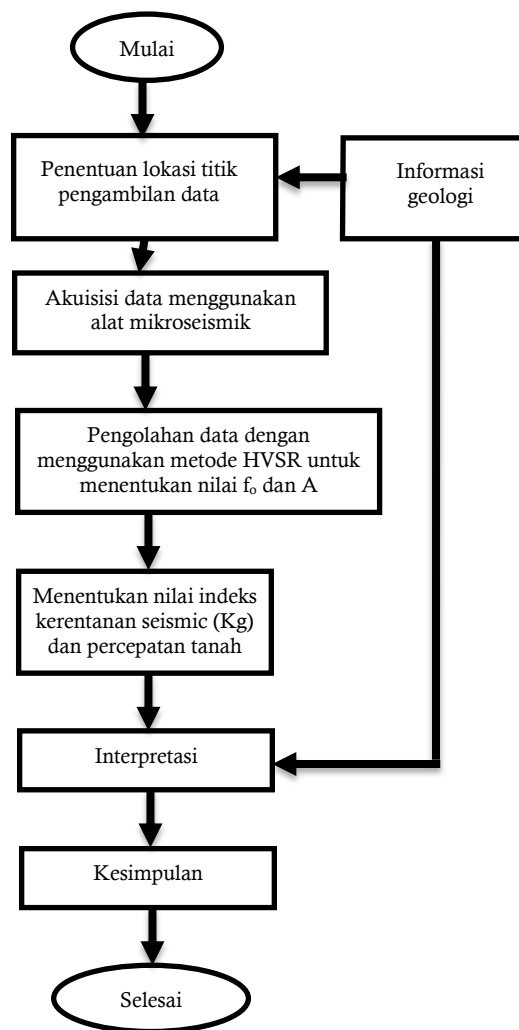 Mulai
Penentuan lokasi titik
pengambilan data
Informasi
geologi
Akuisisi data menggunakan
alat mikroseismik
Pengolahan data dengan
menggunakan metode HVSR untuk
menentukan nilai f₀ dan A
Menentukan nilai indeks
kerentanan seismic (Kg)
dan percepatan tanah
Interpretasi
Kesimpulan
Selesai